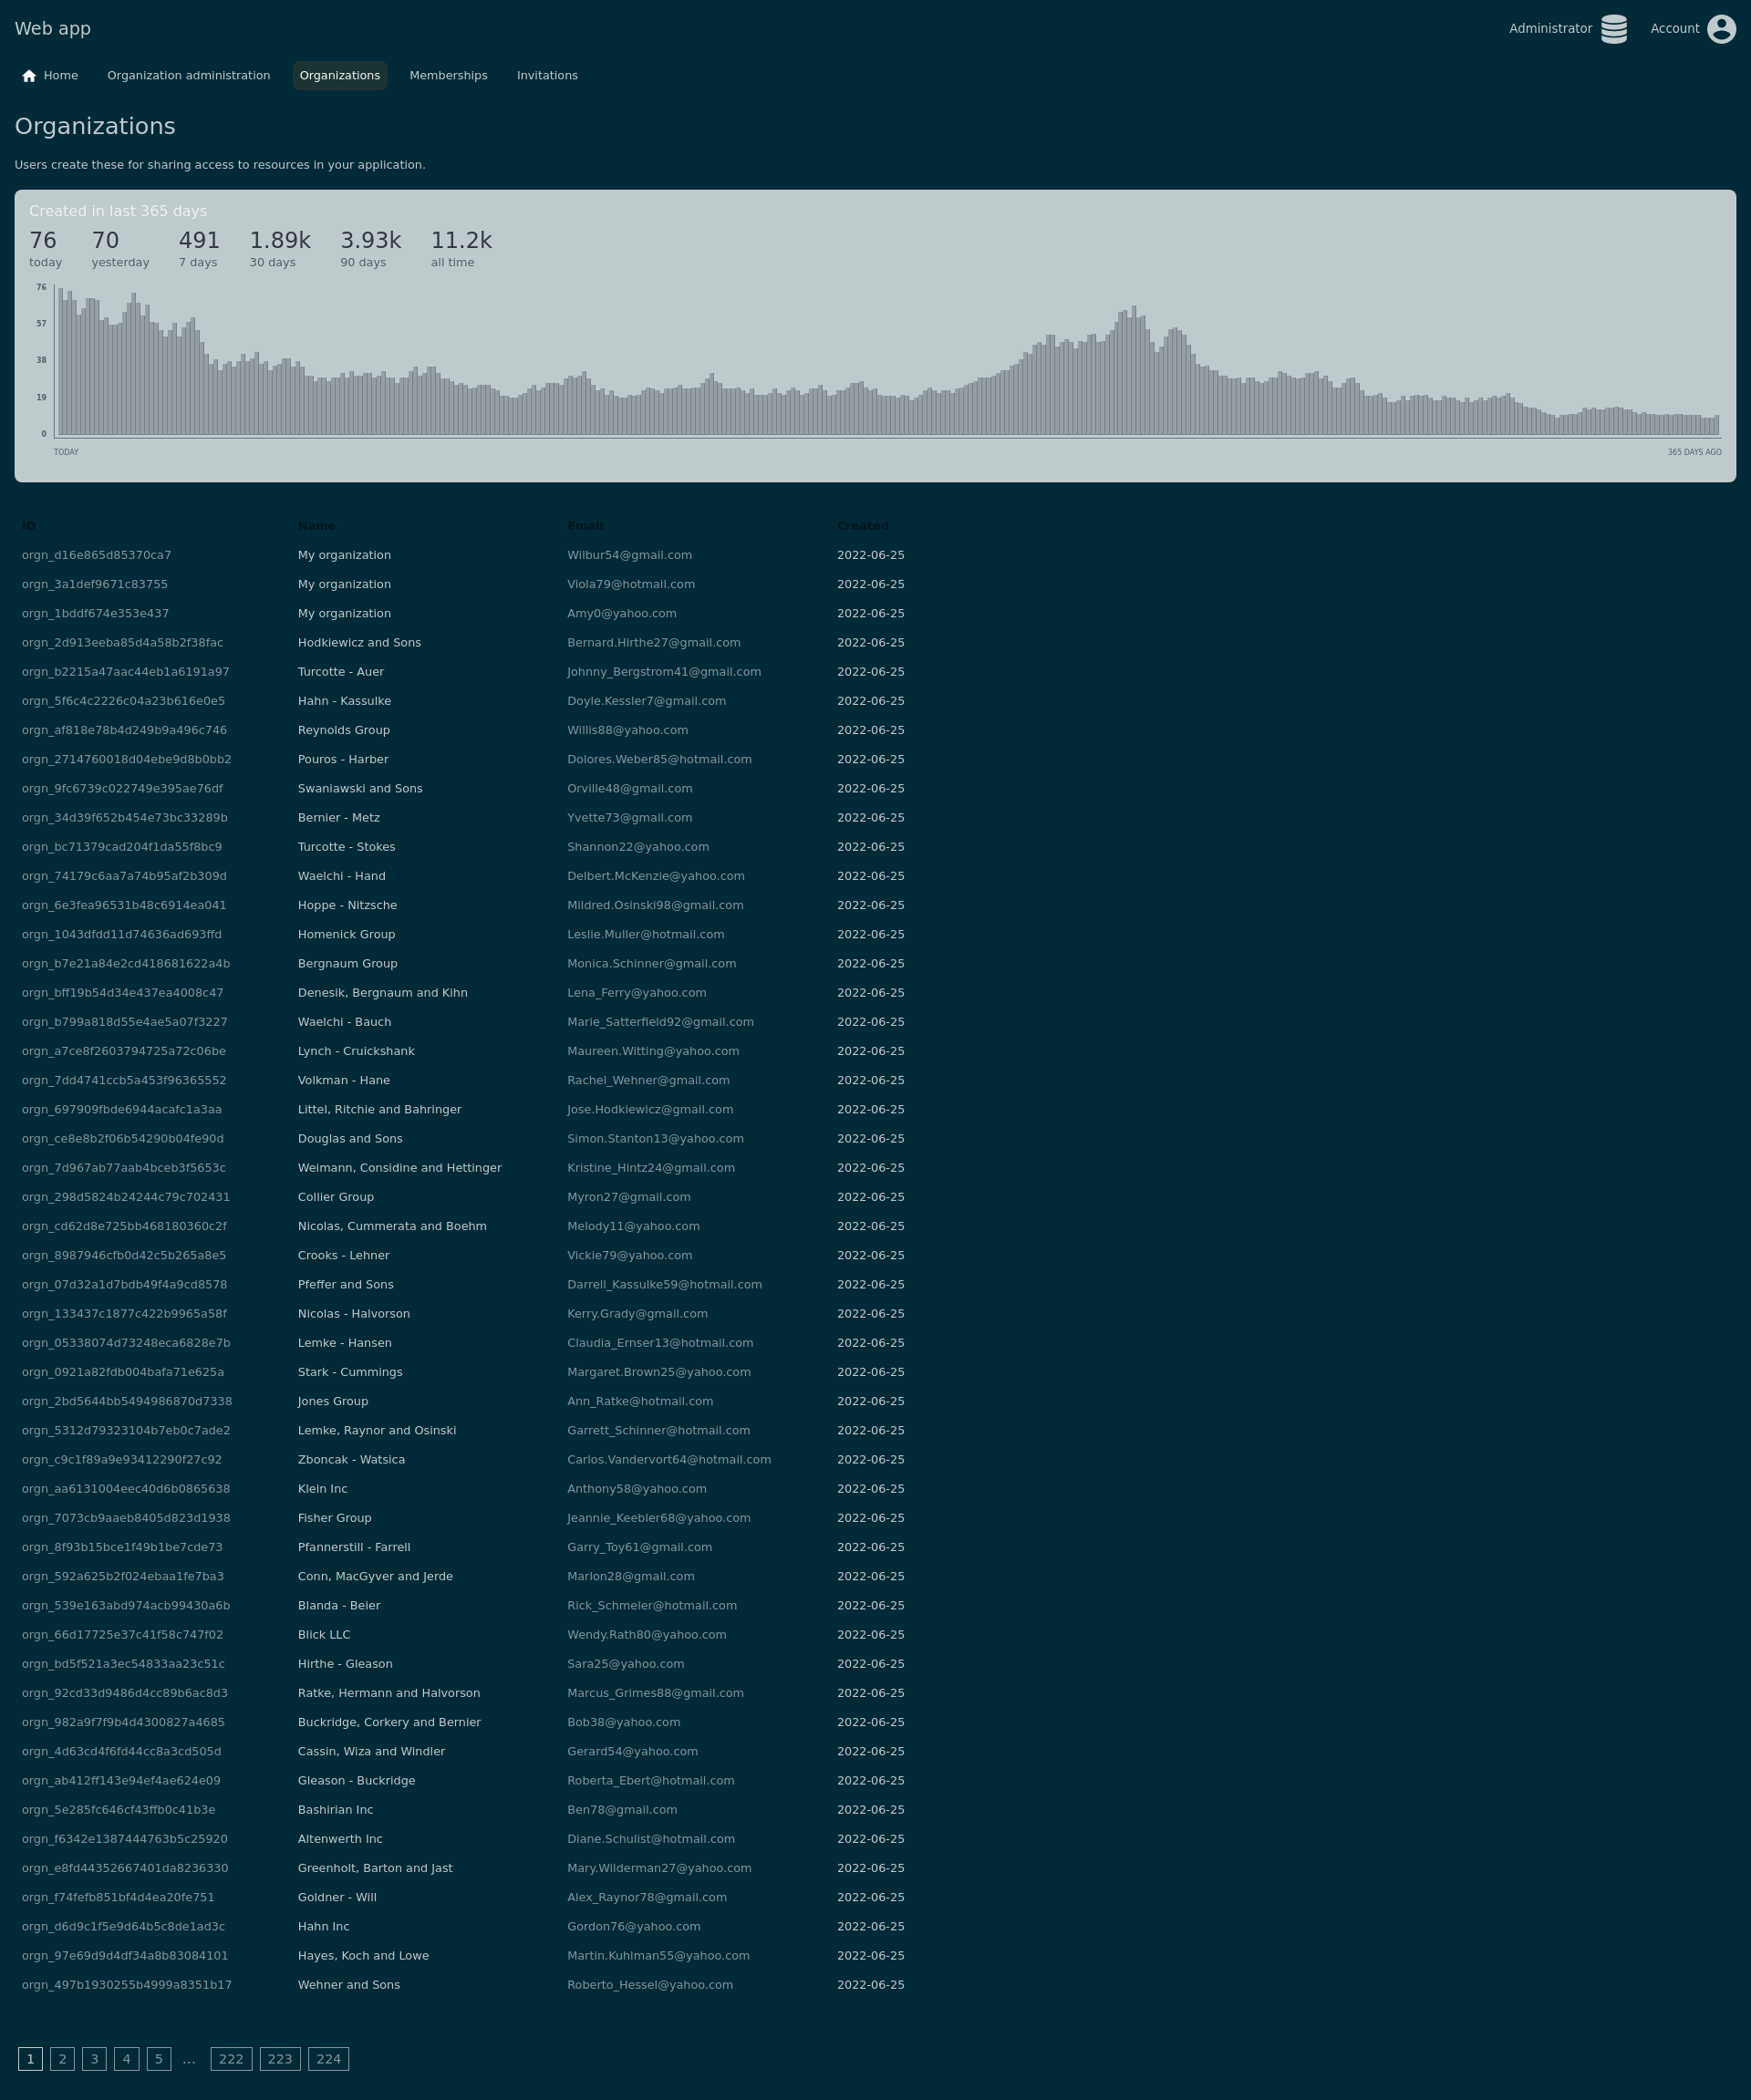 Web app
Administrator Account
Home Organization administration Organizations Memberships Invitations
Organizations
Users create these for sharing access to resources in your application.
Created in last 365 days
76 70 491 1.89k 3.93k 11.2k
today yesterday 7 days 30 days 90 days all time
76
57
38
19
0
TODAY 365 DAYS AGO
ID Name Email Created
orgn_d16e865d85370ca7 My organization Wilbur54@gmail.com 2022-06-25
orgn_3a1def9671c83755 My organization Viola79@hotmail.com 2022-06-25
orgn_1bddf674e353e437 My organization Amy0@yahoo.com 2022-06-25
orgn_2d913eeba85d4a58b2f38fac Hodkiewicz and Sons Bernard.Hirthe27@gmail.com 2022-06-25
orgn_b2215a47aac44eb1a6191a97 Turcotte - Auer Johnny_Bergstrom41@gmail.com 2022-06-25
orgn_5f6c4c2226c04a23b616e0e5 Hahn - Kassulke Doyle.Kessler7@gmail.com 2022-06-25
orgn_af818e78b4d249b9a496c746 Reynolds Group Willis88@yahoo.com 2022-06-25
orgn_2714760018d04ebe9d8b0bb2 Pouros - Harber Dolores.Weber85@hotmail.com 2022-06-25
orgn_9fc6739c022749e395ae76df Swaniawski and Sons Orville48@gmail.com 2022-06-25
orgn_34d39f652b454e73bc33289b Bernier - Metz Yvette73@gmail.com 2022-06-25
orgn_bc71379cad204f1da55f8bc9 Turcotte - Stokes Shannon22@yahoo.com 2022-06-25
orgn_74179c6aa7a74b95af2b309d Waelchi - Hand Delbert.McKenzie@yahoo.com 2022-06-25
orgn_6e3fea96531b48c6914ea041 Hoppe - Nitzsche Mildred.Osinski98@gmail.com 2022-06-25
orgn_1043dfdd11d74636ad693ffd Homenick Group Leslie.Muller@hotmail.com 2022-06-25
orgn_b7e21a84e2cd418681622a4b Bergnaum Group Monica.Schinner@gmail.com 2022-06-25
orgn_bff19b54d34e437ea4008c47 Denesik, Bergnaum and Kihn Lena_Ferry@yahoo.com 2022-06-25
orgn_b799a818d55e4ae5a07f3227 Waelchi - Bauch Marie_Satterfield92@gmail.com 2022-06-25
orgn_a7ce8f2603794725a72c06be Lynch - Cruickshank Maureen.Witting@yahoo.com 2022-06-25
orgn_7dd4741ccb5a453f96365552 Volkman - Hane Rachel_Wehner@gmail.com 2022-06-25
orgn_697909fbde6944acafc1a3aa Littel, Ritchie and Bahringer Jose.Hodkiewicz@gmail.com 2022-06-25
orgn_ce8e8b2f06b54290b04fe90d Douglas and Sons Simon.Stanton13@yahoo.com 2022-06-25
orgn_7d967ab77aab4bceb3f5653c Weimann, Considine and Hettinger Kristine_Hintz24@gmail.com 2022-06-25
orgn_298d5824b24244c79c702431 Collier Group Myron27@gmail.com 2022-06-25
orgn_cd62d8e725bb468180360c2f Nicolas, Cummerata and Boehm Melody11@yahoo.com 2022-06-25
orgn_8987946cfb0d42c5b265a8e5 Crooks - Lehner Vickie79@yahoo.com 2022-06-25
orgn_07d32a1d7bdb49f4a9cd8578 Pfeffer and Sons Darrell_Kassulke59@hotmail.com 2022-06-25
orgn_133437c1877c422b9965a58f Nicolas - Halvorson Kerry.Grady@gmail.com 2022-06-25
orgn_05338074d73248eca6828e7b Lemke - Hansen Claudia_Ernser13@hotmail.com 2022-06-25
orgn_0921a82fdb004bafa71e625a Stark - Cummings Margaret.Brown25@yahoo.com 2022-06-25
orgn_2bd5644bb5494986870d7338 Jones Group Ann_Ratke@hotmail.com 2022-06-25
orgn_5312d79323104b7eb0c7ade2 Lemke, Raynor and Osinski Garrett_Schinner@hotmail.com 2022-06-25
orgn_c9c1f89a9e93412290f27c92 Zboncak - Watsica Carlos.Vandervort64@hotmail.com 2022-06-25
orgn_aa6131004eec40d6b0865638 Klein Inc Anthony58@yahoo.com 2022-06-25
orgn_7073cb9aaeb8405d823d1938 Fisher Group Jeannie_Keebler68@yahoo.com 2022-06-25
orgn_8f93b15bce1f49b1be7cde73 Pfannerstill - Farrell Garry_Toy61@gmail.com 2022-06-25
orgn_592a625b2f024ebaa1fe7ba3 Conn, MacGyver and Jerde Marlon28@gmail.com 2022-06-25
orgn_539e163abd974acb99430a6b Blanda - Beier Rick_Schmeler@hotmail.com 2022-06-25
orgn_66d17725e37c41f58c747f02 Blick LLC Wendy.Rath80@yahoo.com 2022-06-25
orgn_bd5f521a3ec54833aa23c51c Hirthe - Gleason Sara25@yahoo.com 2022-06-25
orgn_92cd33d9486d4cc89b6ac8d3 Ratke, Hermann and Halvorson Marcus_Grimes88@gmail.com 2022-06-25
orgn_982a9f7f9b4d4300827a4685 Buckridge, Corkery and Bernier Bob38@yahoo.com 2022-06-25
orgn_4d63cd4f6fd44cc8a3cd505d Cassin, Wiza and Windler Gerard54@yahoo.com 2022-06-25
orgn_ab412ff143e94ef4ae624e09 Gleason - Buckridge Roberta_Ebert@hotmail.com 2022-06-25
orgn_5e285fc646cf43ffb0c41b3e Bashirian Inc Ben78@gmail.com 2022-06-25
orgn_f6342e1387444763b5c25920 Altenwerth Inc Diane.Schulist@hotmail.com 2022-06-25
orgn_e8fd44352667401da8236330 Greenholt, Barton and Jast Mary.Wilderman27@yahoo.com 2022-06-25
orgn_f74fefb851bf4d4ea20fe751 Goldner - Will Alex_Raynor78@gmail.com 2022-06-25
orgn_d6d9c1f5e9d64b5c8de1ad3c Hahn Inc Gordon76@yahoo.com 2022-06-25
orgn_97e69d9d4df34a8b83084101 Hayes, Koch and Lowe Martin.Kuhlman55@yahoo.com 2022-06-25
orgn_497b1930255b4999a8351b17 Wehner and Sons Roberto_Hessel@yahoo.com 2022-06-25
1 2 3 4 5 ... 222 223 224